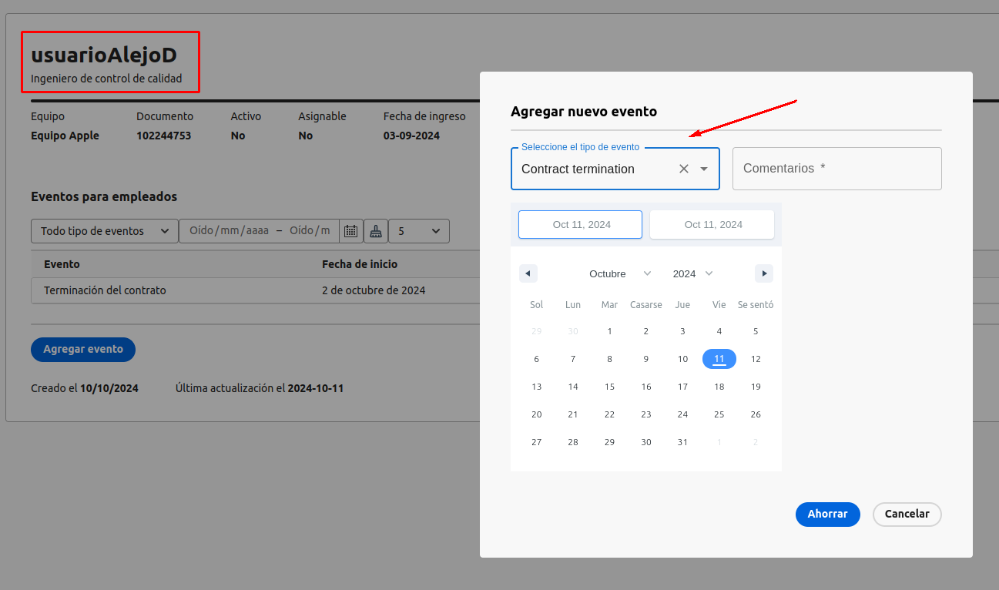 usuarioAlejoD
Ingeniero de control de calidad
Equipo Documento Activo Asignable Fecha de ingreso
Equipo Apple 102244753 No No 03-09-2024
Eventos para empleados
Todo tipo de eventos Oído/mm/aaaa – Oído/m 5
Evento Fecha de inicio
Terminación del contrato 2 de octubre de 2024
Agregar evento
Creado el 10/10/2024 Última actualización el 2024-10-11
Agregar nuevo evento
Seleccione el tipo de evento
Contract termination Comentarios *
Oct 11, 2024 Oct 11, 2024
Octubre 2024
Sol Lun Mar Casarse Jue Vie Se sentó
29 30 1 2 3 4 5
6 7 8 9 10 11 12
13 14 15 16 17 18 19
20 21 22 23 24 25 26
27 28 29 30 31 1 2
Ahorrar Cancelar